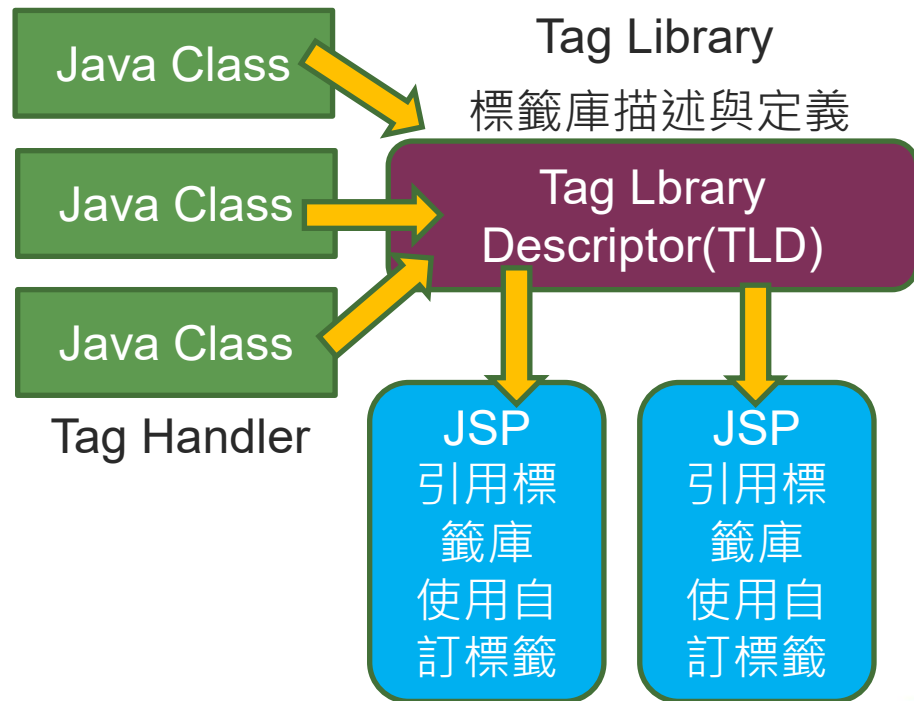 Java Class
Java Class
Java Class
Tag Handler
Tag Library
標籤庫描述與定義
Tag Lbrary
Descriptor(TLD)
JSP
引用標
籤庫
使用自
訂標籤
JSP
引用標
籤庫
使用自
訂標籤